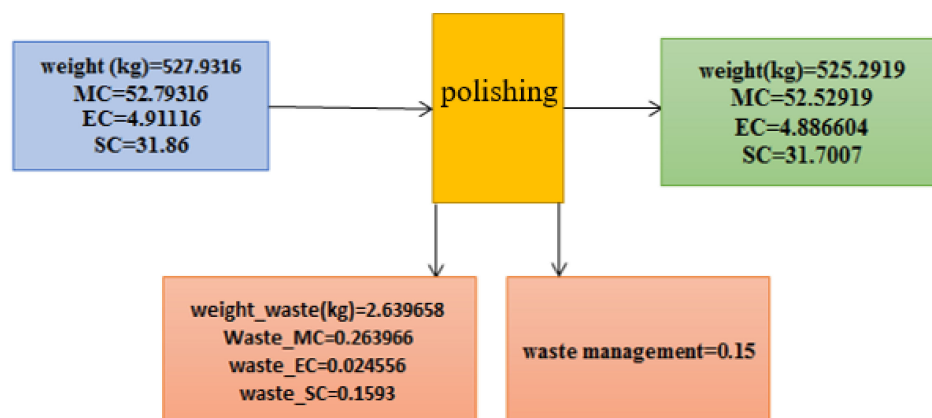 weight (kg)=527.9316
MC=52.79316
EC=4.91116
SC=31.86
polishing
weight(kg)=525.2919
MC=52.52919
EC=4.886604
SC=31.7007
weight_waste(kg)=2.639658
Waste_MC=0.263966
waste_EC=0.024556
waste_SC=0.1593
waste management=0.15